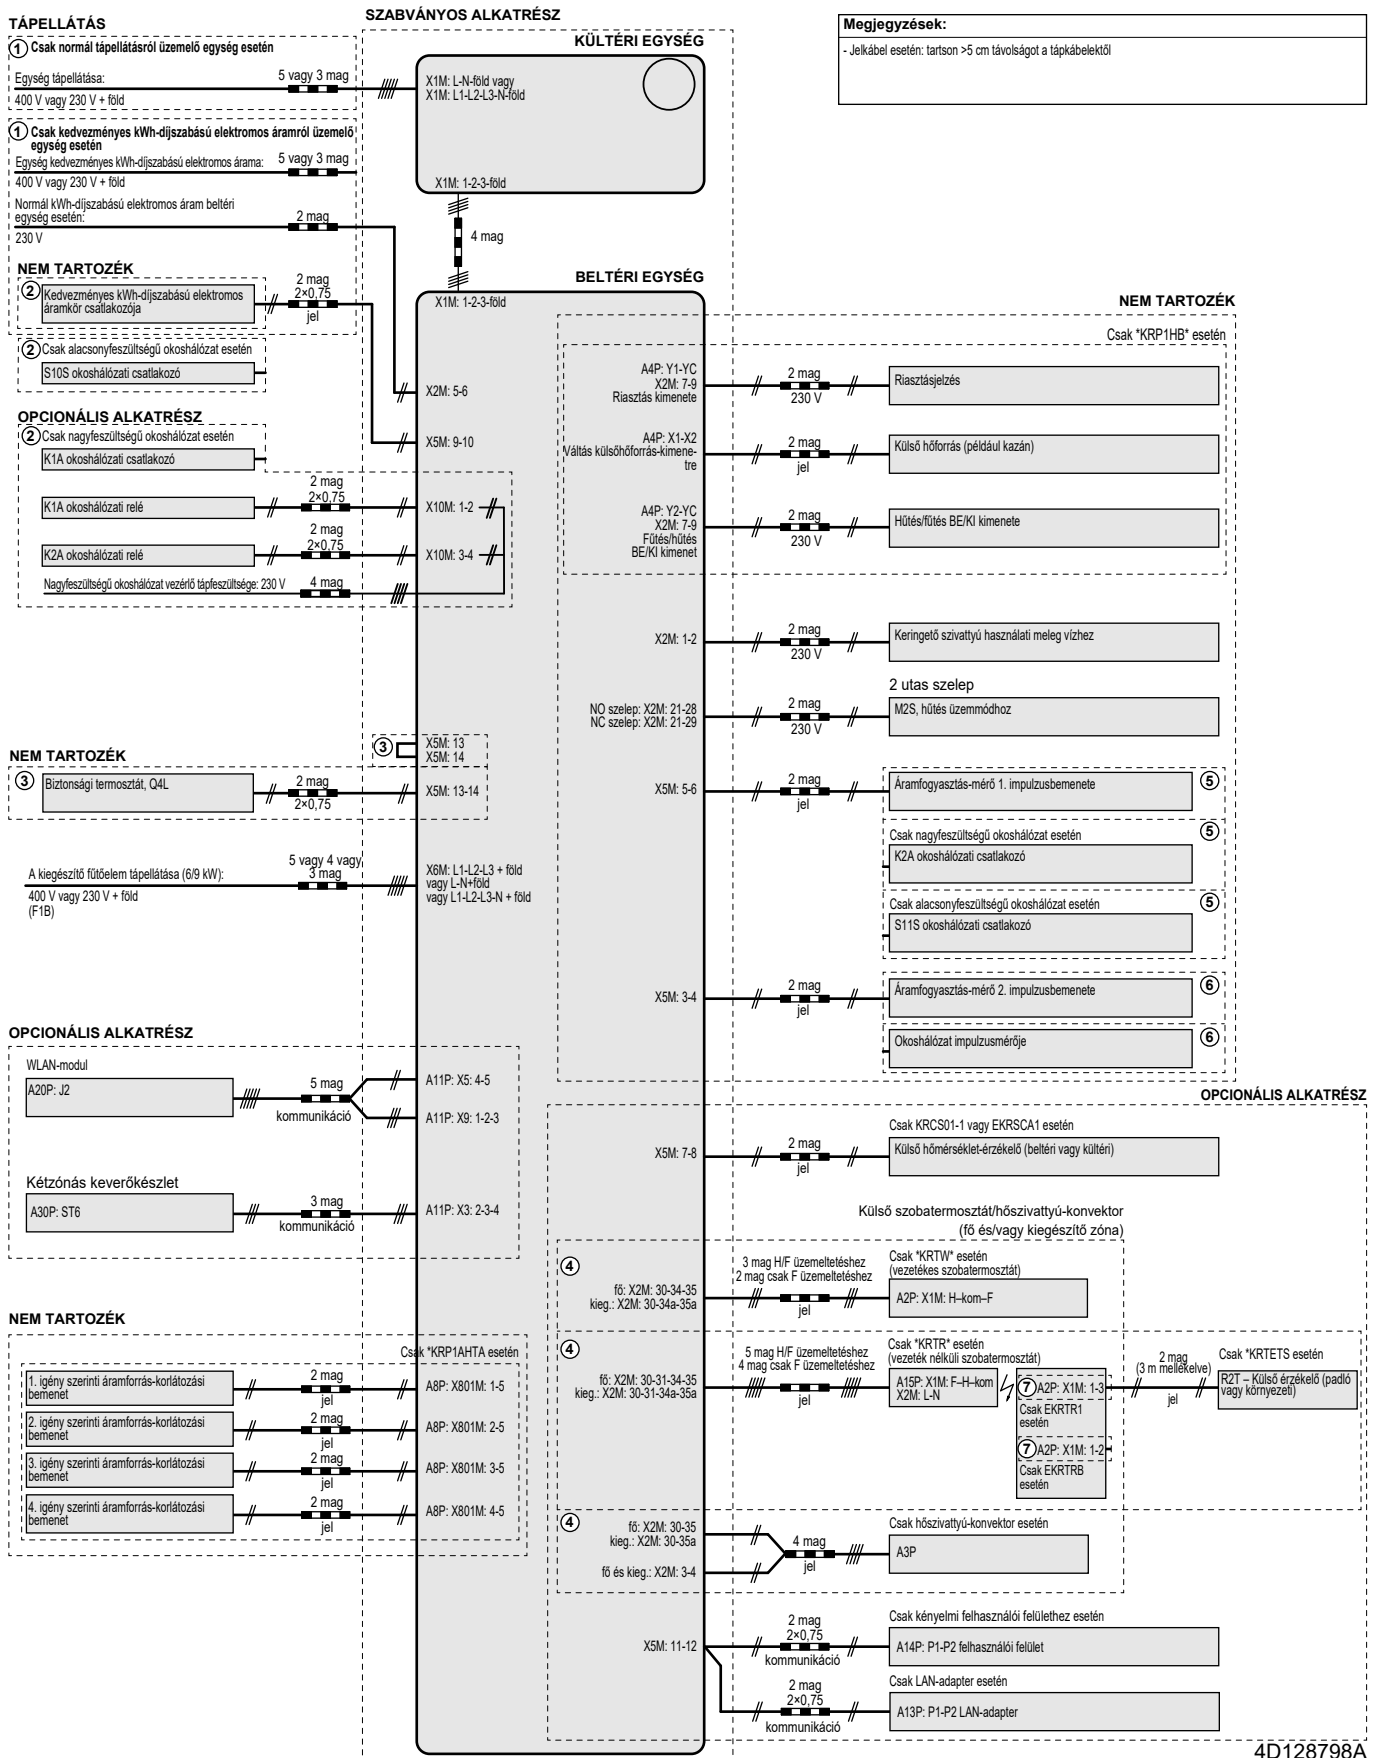 SZABVÁNYOS ALKATRÉSZ
TÁPELLÁTÁS
1 Csak normál tápellátásról üzemelő egység esetén
Egység tápellátása:
5 vagy 3 mag
400 V vagy 230 V + föld
1 Csak kedvezményes kWh-díjszabású elektromos áramról üzemelő
egység esetén
Egység kedvezményes kWh-díjszabású elektromos árama:
5 vagy 3 mag
400 V vagy 230 V + föld
Normál kWh-díjszabású elektromos áram beltéri
egység esetén:
2 mag
230 V
NEM TARTOZÉK
2
Kedvezményes kWh-díjszabású elektromos
áramkör csatlakozója
2 mag
2×0,75
jel
2 Csak alacsonyfeszültségű okoshálózat esetén
S10S okoshálózati csatlakozó
OPCIONÁLIS ALKATRÉSZ
2 Csak nagyfeszültségű okoshálózat esetén
K1A okoshálózati csatlakozó
K1A okoshálózati relé
2 mag
2×0,75
K2A okoshálózati relé
2 mag
2×0,75
Nagyfeszültségű okoshálózat vezérlő tápfeszültsége: 230 V
4 mag
NEM TARTOZÉK
3
Biztonsági termosztát, Q4L
2 mag
2×0,75
A kiegészítő fűtőelem tápellátása (6/9 kW):
5 vagy 4 vagy
3 mag
400 V vagy 230 V + föld
(F1B)
OPCIONÁLIS ALKATRÉSZ
WLAN-modul
A20P: J2
5 mag
kommunikáció
Kétzónás keverőkészlet
A30P: ST6
3 mag
kommunikáció
NEM TARTOZÉK
Csak *KRP1AHTA esetén
1. igény szerinti áramforrás-korlátozási
bemenet
2 mag
jel
2. igény szerinti áramforrás-korlátozási
bemenet
2 mag
jel
3. igény szerinti áramforrás-korlátozási
bemenet
2 mag
jel
4. igény szerinti áramforrás-korlátozási
bemenet
2 mag
jel
KÜLTÉRI EGYSÉG
X1M: L-N-föld vagy
X1M: L1-L2-L3-N-föld
X1M: 1-2-3-föld
4 mag
BELTÉRI EGYSÉG
X1M: 1-2-3-föld
X2M: 5-6
X5M: 9-10
X10M: 1-2
X10M: 3-4
3
X5M: 13
X5M: 14
X5M: 13-14
X6M: L1-L2-L3 + föld
vagy L-N+föld
vagy L1-L2-L3-N + föld
A11P: X5: 4-5
A11P: X9: 1-2-3
A11P: X3: 2-3-4
A8P: X801M: 1-5
A8P: X801M: 2-5
A8P: X801M: 3-5
A8P: X801M: 4-5
Megjegyzések:
- Jelkábel esetén: tartson >5 cm távolságot a tápkábelektől
NEM TARTOZÉK
Csak *KRP1HB* esetén
A4P: Y1-YC
X2M: 7-9
Riasztás kimenete
2 mag
230 V
Riasztásjelzés
A4P: X1-X2
Váltás külsőhőforrás-kimene-
tre
2 mag
jel
Külső hőforrás (például kazán)
A4P: Y2-YC
X2M: 7-9
Fűtés/hűtés
BE/KI kimenet
2 mag
230 V
Hűtés/fűtés BE/KI kimenete
X2M: 1-2
2 mag
230 V
Keringető szivattyú használati meleg vízhez
2 utas szelep
NO szelep: X2M: 21-28
NC szelep: X2M: 21-29
2 mag
230 V
M2S, hűtés üzemmódhoz
X5M: 5-6
2 mag
jel
Áramfogyasztás-mérő 1. impulzusbemenete
5
Csak nagyfeszültségű okoshálózat esetén
5
K2A okoshálózati csatlakozó
Csak alacsonyfeszültségű okoshálózat esetén
5
S11S okoshálózati csatlakozó
X5M: 3-4
2 mag
jel
Áramfogyasztás-mérő 2. impulzusbemenete
6
Okoshálózat impulzusmérője
6
OPCIONÁLIS ALKATRÉSZ
Csak KRCS01-1 vagy EKRSCA1 esetén
X5M: 7-8
2 mag
jel
Külső hőmérséklet-érzékelő (beltéri vagy kültéri)
Külső szobatermosztát/hőszivattyú-konvektor
(fő és/vagy kiegészítő zóna)
4
fő: X2M: 30-34-35
kieg.: X2M: 30-34a-35a
3 mag H/F üzemeltetéshez
2 mag csak F üzemeltetéshez
jel
Csak *KRTW* esetén
(vezetékes szobatermosztát)
A2P: X1M: H–kom–F
4
fő: X2M: 30-31-34-35
kieg.: X2M: 30-31-34a-35a
5 mag H/F üzemeltetéshez
4 mag csak F üzemeltetéshez
jel
Csak *KRTR* esetén
(vezeték nélküli szobatermosztát)
A15P: X1M: F–H–kom
X2M: L-N
7 A2P: X1M: 1-3
Csak EKRTR1
esetén
7 A2P: X1M: 1-2
Csak EKRTRB
esetén
2 mag
(3 m mellékelve)
jel
Csak *KRTETS esetén
R2T – Külső érzékelő (padló
vagy környezeti)
4
fő: X2M: 30-35
kieg.: X2M: 30-35a
fő és kieg.: X2M: 3-4
4 mag
jel
Csak hőszivattyú-konvektor esetén
A3P
X5M: 11-12
2 mag
2×0,75
kommunikáció
Csak kényelmi felhasználói felülethez esetén
A14P: P1-P2 felhasználói felület
2 mag
2×0,75
kommunikáció
Csak LAN-adapter esetén
A13P: P1-P2 LAN-adapter
4D128798A